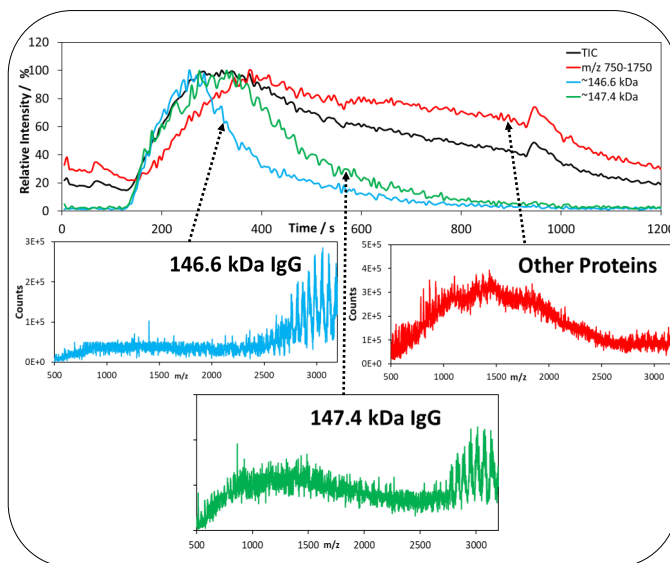 120
100
80
60
40
20
0
Relative Intensity / %
TIC
m/z 750-1750
~146.6 kDa
~147.4 kDa
0 200 400 600 800 1000 1200
Time / s
146.6 kDa IgG
3E+5
2E+5
1E+5
0E+0
Counts
500 1000 1500 2000 2500 3000
m/z
Other Proteins
5E+5
4E+5
3E+5
2E+5
1E+5
0E+0
Counts
500 1000 1500 2000 2500 3000
m/z
147.4 kDa IgG
500 1000 1500 2000 2500 3000
m/z